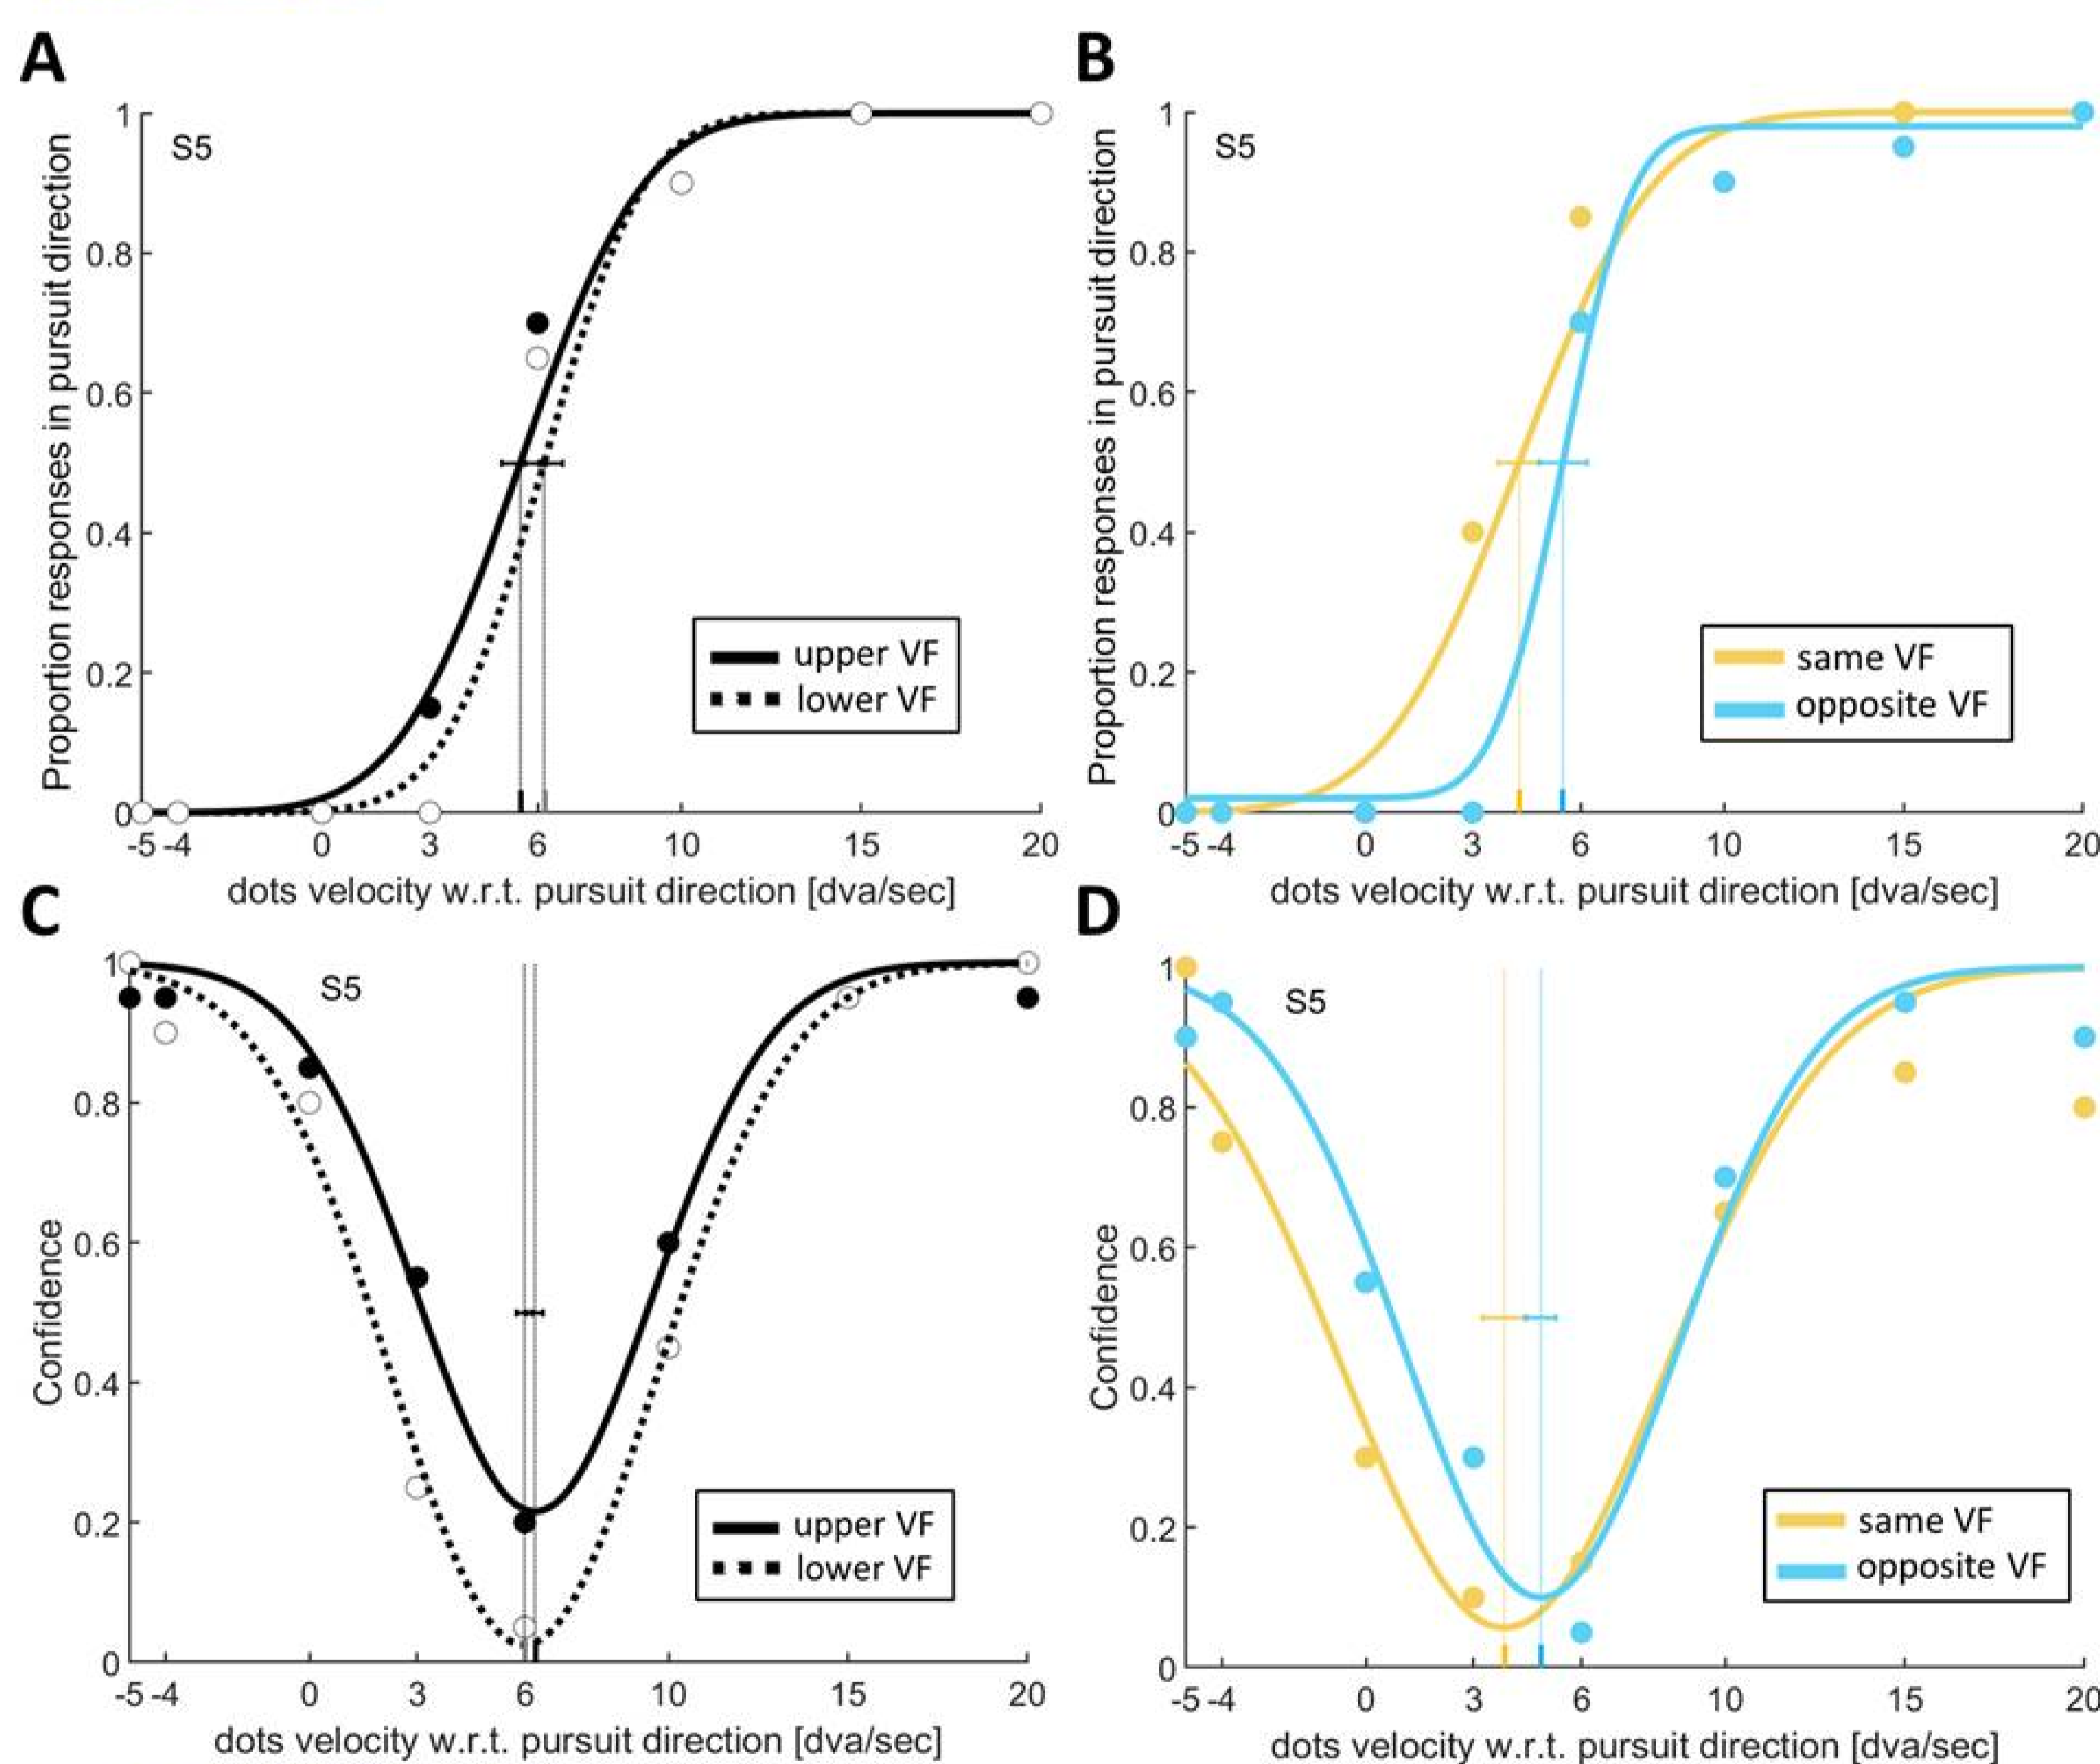 A
Proportion responses in pursuit direction
S5
1
0.8
0.6
0.4
0.2
0
-5 -4 0 3 6 10 15 20
dots velocity w.r.t. pursuit direction [dva/sec]
upper VF
lower VF
B
Proportion responses in pursuit direction
S5
1
0.8
0.6
0.4
0.2
0
-5 -4 0 3 6 10 15 20
dots velocity w.r.t. pursuit direction [dva/sec]
same VF
opposite VF
C
Confidence
S5
1
0.8
0.6
0.4
0.2
0
-5 -4 0 3 6 10 15 20
dots velocity w.r.t. pursuit direction [dva/sec]
upper VF
lower VF
D
Confidence
S5
1
0.8
0.6
0.4
0.2
0
-5 -4 0 3 6 10 15 20
dots velocity w.r.t. pursuit direction [dva/sec]
same VF
opposite VF